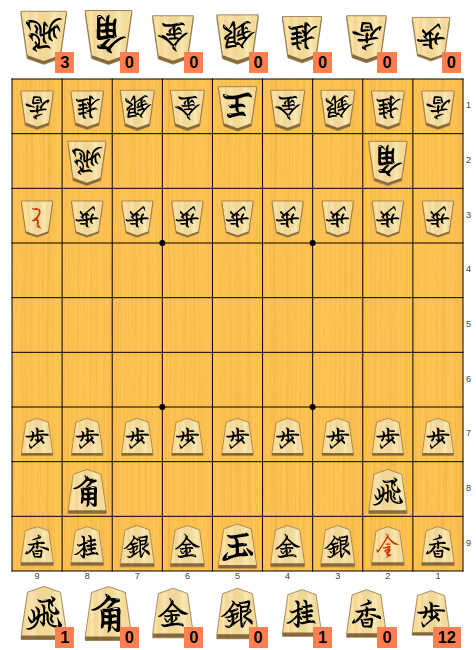 飛 角 金 銀 桂 香 歩
3 0 0 0 0 0 0
香 桂 銀 金 王 金 銀 桂 香 1
飛 角 2
と 歩 歩 歩 歩 歩 歩 歩 歩 3
4
5
6
歩 歩 歩 歩 歩 歩 歩 歩 歩 7
角 飛 8
香 桂 銀 金 玉 金 銀 金 香 9
9 8 7 6 5 4 3 2 1
飛 角 金 銀 桂 香 歩
1 0 0 0 1 0 12